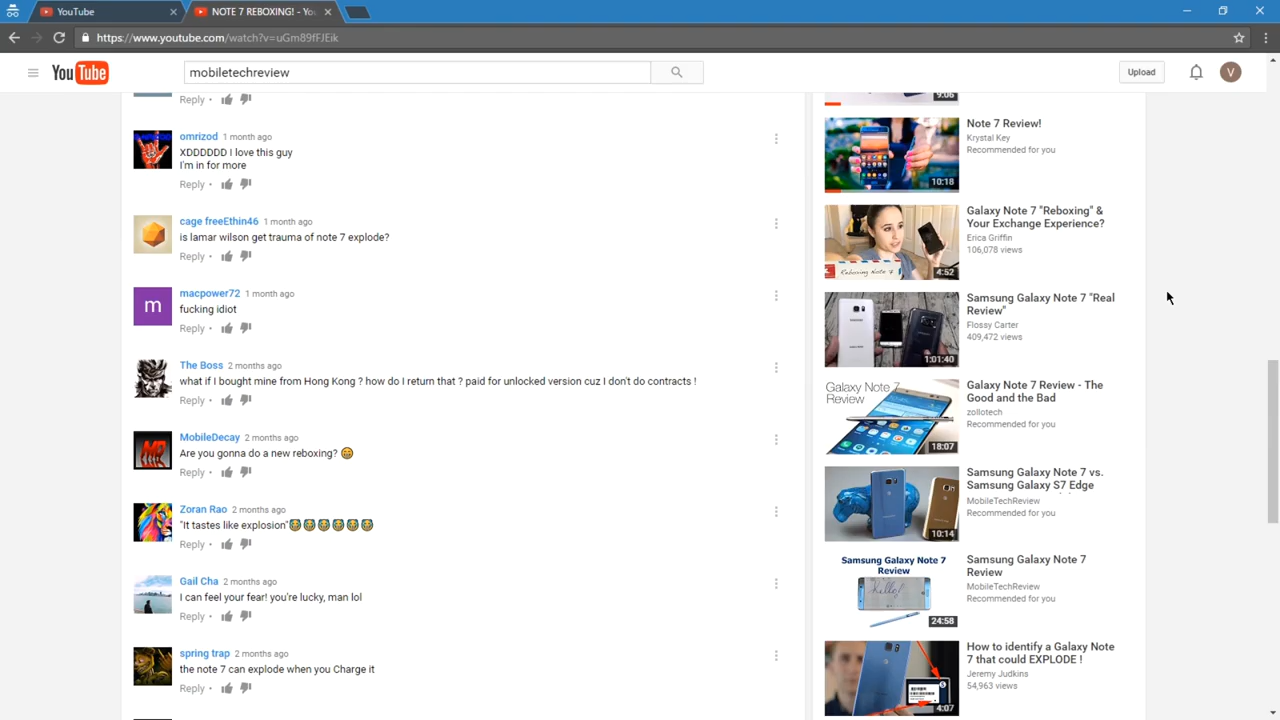 YouTube
NOTE 7 REBOXING! - You
https://www.youtube.com/watch?v=uGm89fFJEik
YouTube
mobiletechreview
Upload
V
Reply •
omrizod 1 month ago
XDDDDDD I love this guy
I'm in for more
Reply •
cage freeEthin46 1 month ago
is lamar wilson get trauma of note 7 explode?
Reply •
m
macpower72 1 month ago
fucking idiot
Reply •
The Boss 2 months ago
what if I bought mine from Hong Kong ? how do I return that ? paid for unlocked version cuz I don't do contracts !
Reply •
MobileDecay 2 months ago
Are you gonna do a new reboxing? 😄
Reply •
Zoran Rao 2 months ago
"It tastes like explosion"
Reply •
Gail Cha 2 months ago
I can feel your fear! you're lucky, man lol
Reply •
spring trap 2 months ago
the note 7 can explode when you Charge it
Reply •
9:06
Note 7 Review!
Krystal Key
Recommended for you
10:18
Galaxy Note 7 "Reboxing" &
Your Exchange Experience?
Erica Griffin
106,078 views
Reboxing Note 7
4:52
Samsung Galaxy Note 7 "Real
Review"
Flossy Carter
409,472 views
1:01:40
Galaxy Note 7
Review
Galaxy Note 7 Review - The
Good and the Bad
zollotech
Recommended for you
18:07
Samsung Galaxy Note 7 vs.
Samsung Galaxy S7 Edge
MobileTechReview
Recommended for you
10:14
Samsung Galaxy Note 7
Review
Hello!
24:58
Samsung Galaxy Note 7
Review
MobileTechReview
Recommended for you
How to identify a Galaxy Note
7 that could EXPLODE !
Jeremy Judkins
54,963 views
4:07